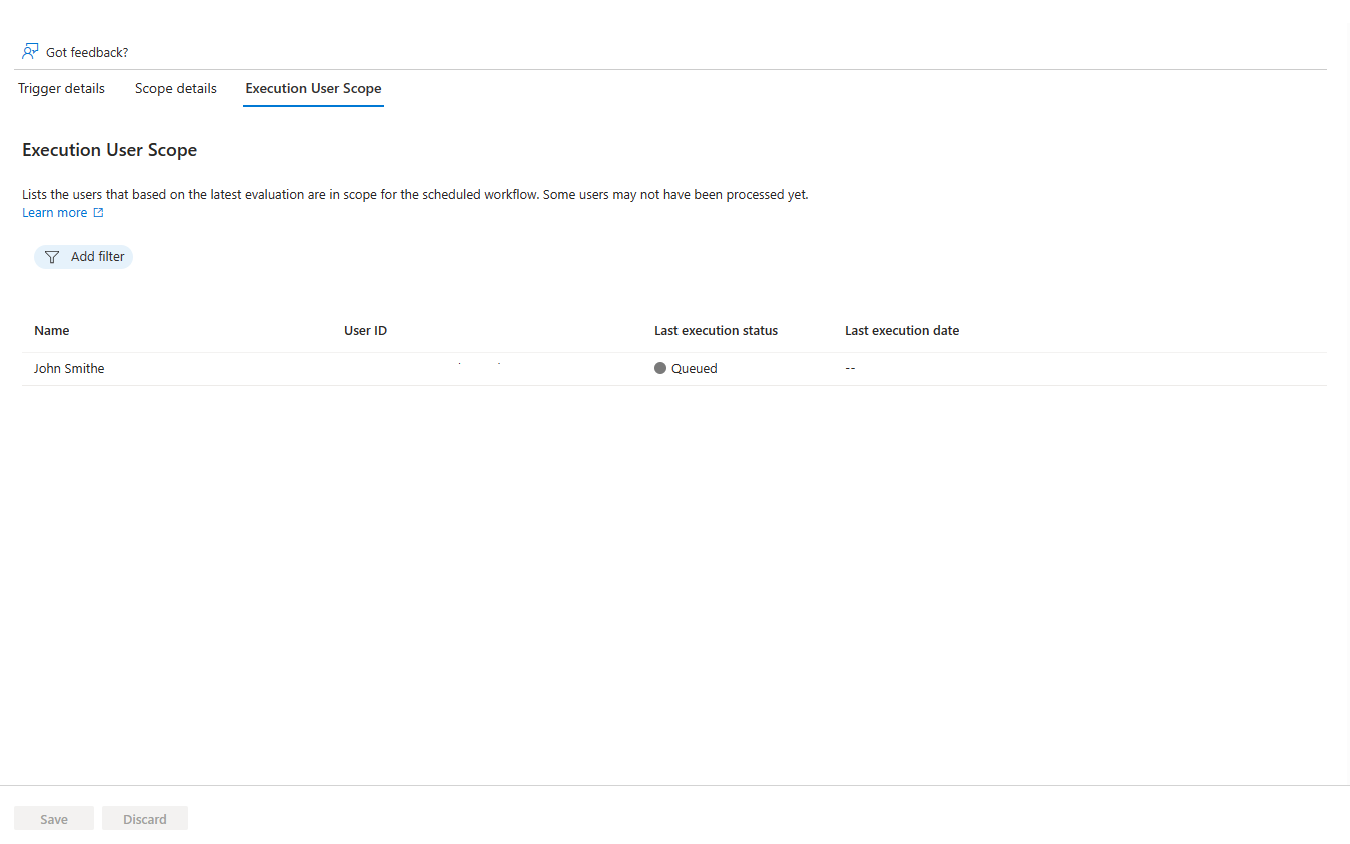 Got feedback?
Trigger details Scope details Execution User Scope
Execution User Scope
Lists the users that based on the latest evaluation are in scope for the scheduled workflow. Some users may not have been processed yet.
Learn more
Add filter
Name User ID Last execution status Last execution date
John Smithe Queued --
Save Discard